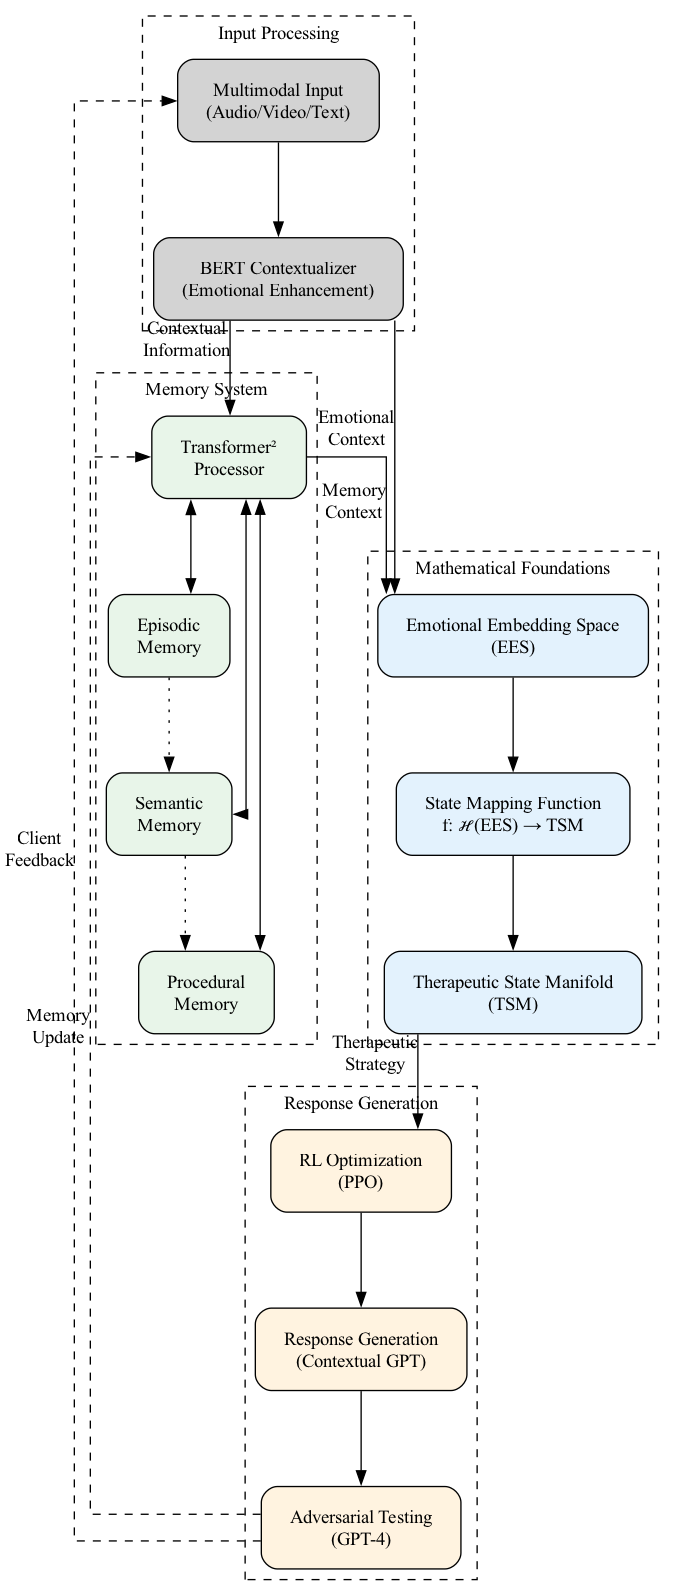 Input Processing
Multimodal Input
(Audio/Video/Text)
BERT Contextualizer
(Emotional Enhancement)
Contextual
Information
Memory System
Transformer²
Processor
Emotional
Context
Memory
Context
Mathematical Foundations
Episodic
Memory
Emotional Embedding Space
(EES)
Semantic
Memory
State Mapping Function
f: ℋ(EES) → TSM
Client
Feedback
Procedural
Memory
Therapeutic State Manifold
(TSM)
Memory
Update
Therapeutic
Strategy
Response Generation
RL Optimization
(PPO)
Response Generation
(Contextual GPT)
Adversarial Testing
(GPT-4)